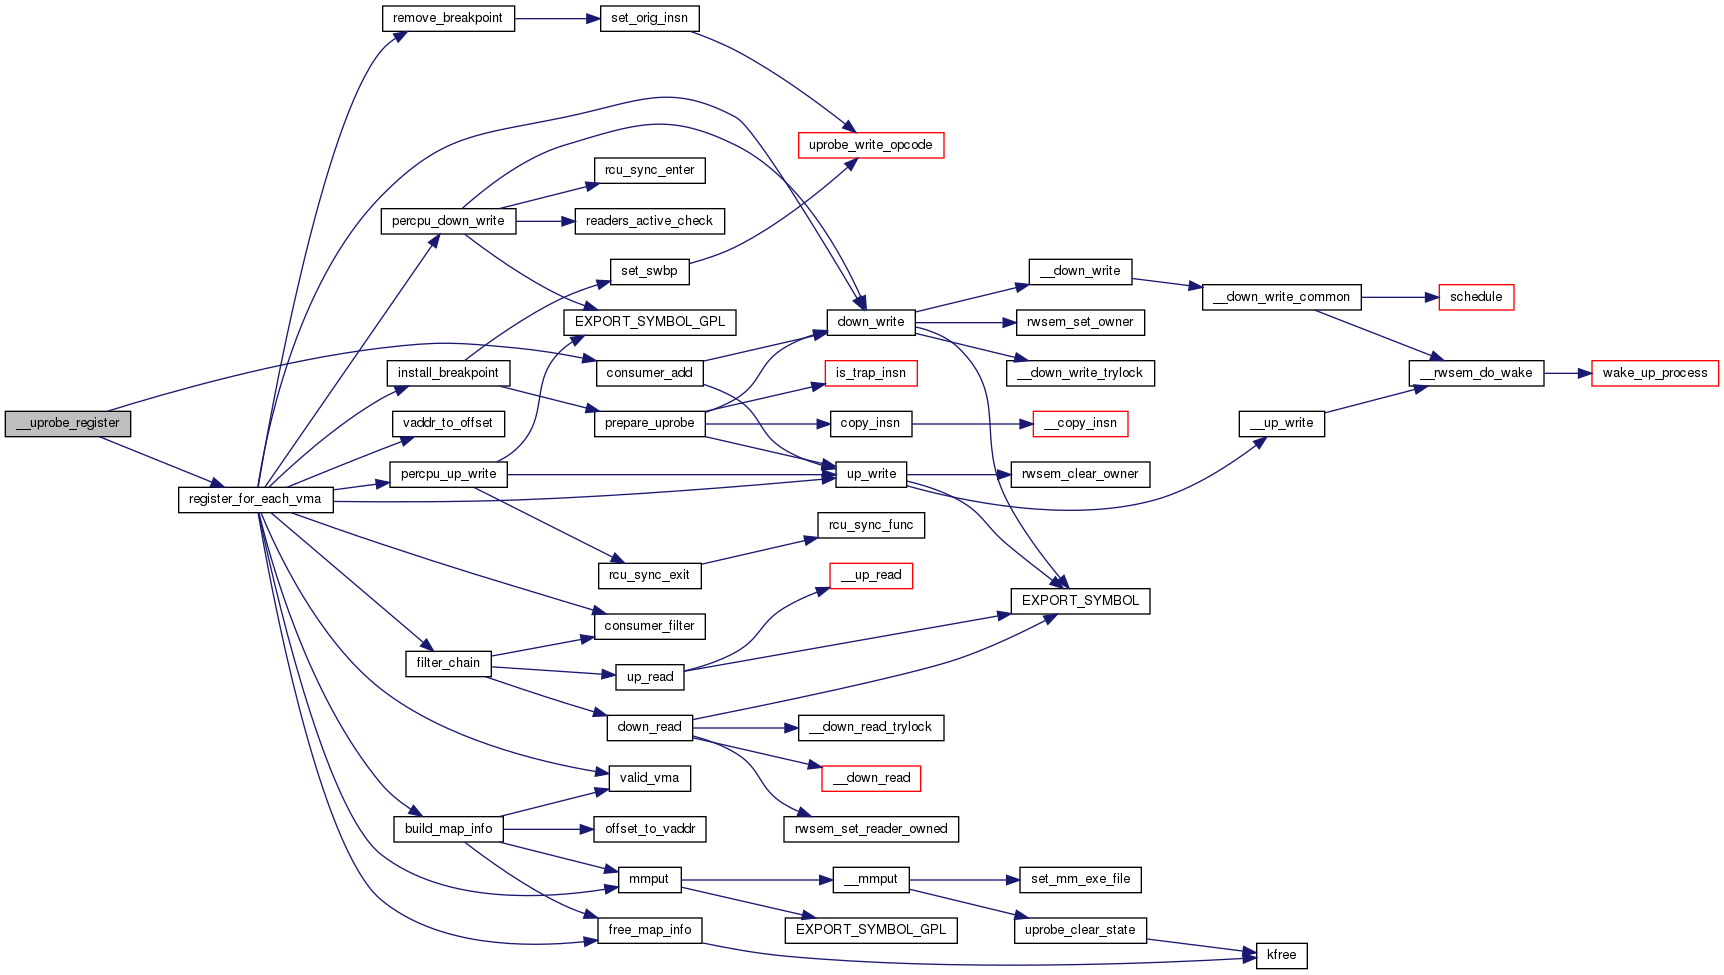 remove_breakpoint
set_orig_insn
uprobe_write_opcode
rcu_sync_enter
percpu_down_write
readers_active_check
set_swbp
__down_write
__down_write_common
schedule
EXPORT_SYMBOL_GPL
down_write
rwsem_set_owner
install_breakpoint
consumer_add
is_trap_insn
__down_write_trylock
__rwsem_do_wake
wake_up_process
__uprobe_register
vaddr_to_offset
prepare_uprobe
copy_insn
__copy_insn
__up_write
percpu_up_write
up_write
rwsem_clear_owner
register_for_each_vma
rcu_sync_func
rcu_sync_exit
__up_read
EXPORT_SYMBOL
consumer_filter
filter_chain
up_read
down_read
__down_read_trylock
valid_vma
__down_read
build_map_info
offset_to_vaddr
rwsem_set_reader_owned
mmput
__mmput
set_mm_exe_file
free_map_info
EXPORT_SYMBOL_GPL
uprobe_clear_state
kfree